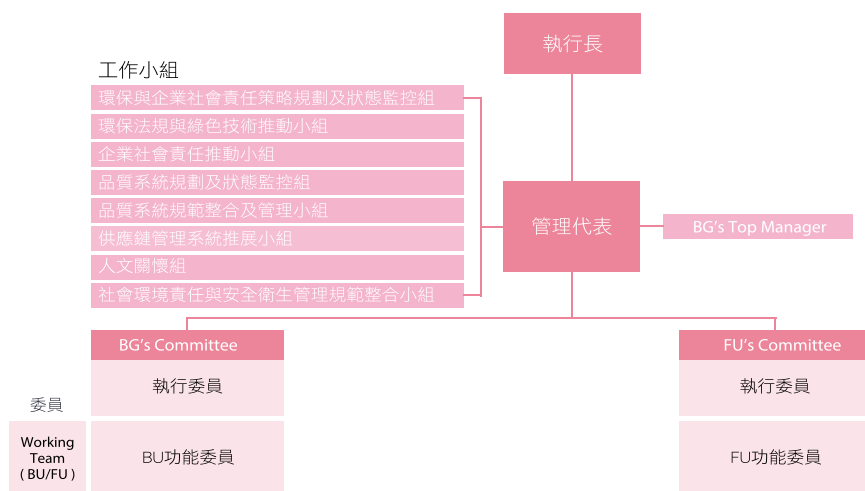 執行長
工作小組
環保與企業社會責任策略規劃及狀態監控組
環保法規與綠色技術推動小組
企業社會責任推動小組
品質系統規劃及狀態監控組
品質系統規範整合及管理小組
供應鏈管理系統推展小組
人文關懷組
社會環境責任與安全衛生管理規範整合小組
管理代表
BG's Top Manager
BG's Committee
FU's Committee
執行委員
執行委員
委員
Working
Team
( BU/FU )
BU功能委員
FU功能委員